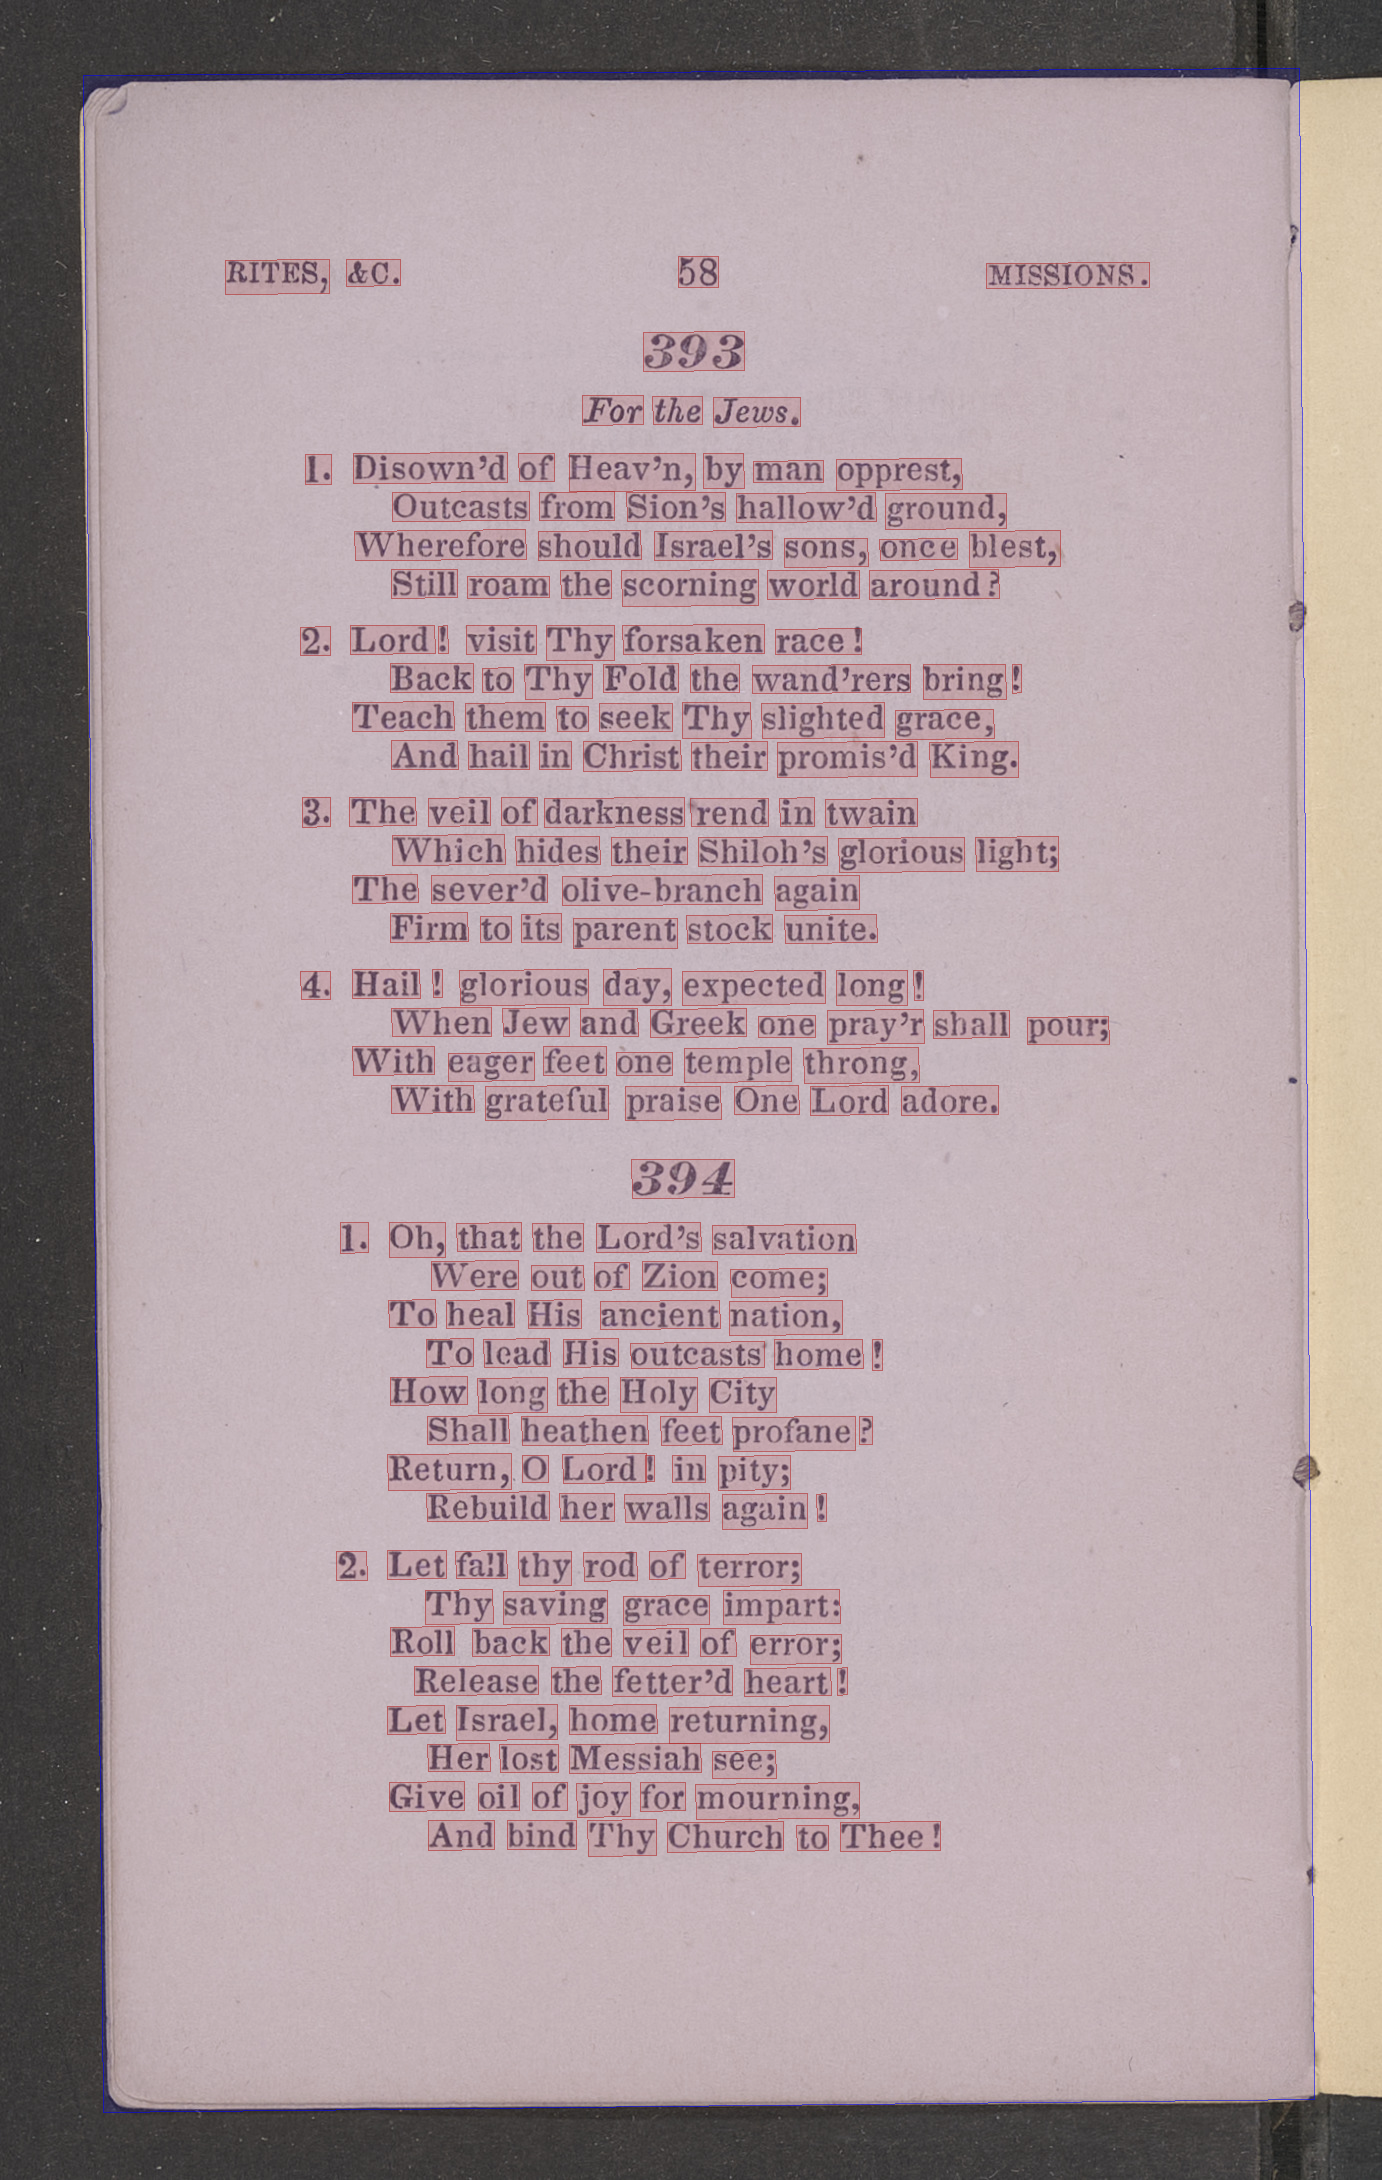 RITES, &C. 58 MISSIONS.
393
For the Jews.
1. Disown'd of Heav'n, by man opprest,
Outcasts from Sion's hallow'd ground,
Wherefore should Israel's sons, once blest,
Still roam the scorning world around?
2. Lord! visit Thy forsaken race!
Back to Thy Fold the wand'rers bring!
Teach them to seek Thy slighted grace,
And hail in Christ their promis'd King.
3. The veil of darkness rend in twain
Which hides their Shiloh's glorious light;
The sever'd olive-branch again
Firm to its parent stock unite.
4. Hail! glorious day, expected long!
When Jew and Greek one pray'r shall pour;
With eager feet one temple throng,
With grateful praise One Lord adore.
394
1. Oh, that the Lord's salvation
Were out of Zion come;
To heal His ancient nation,
To lead His outcasts home!
How long the Holy City
Shall heathen feet profane?
Return, O Lord! in pity;
Rebuild her walls again!
2. Let fall thy rod of terror;
Thy saving grace impart:
Roll back the veil of error;
Release the fetter'd heart!
Let Israel, home returning,
Her lost Messiah see;
Give oil of joy for mourning,
And bind Thy Church to Thee!